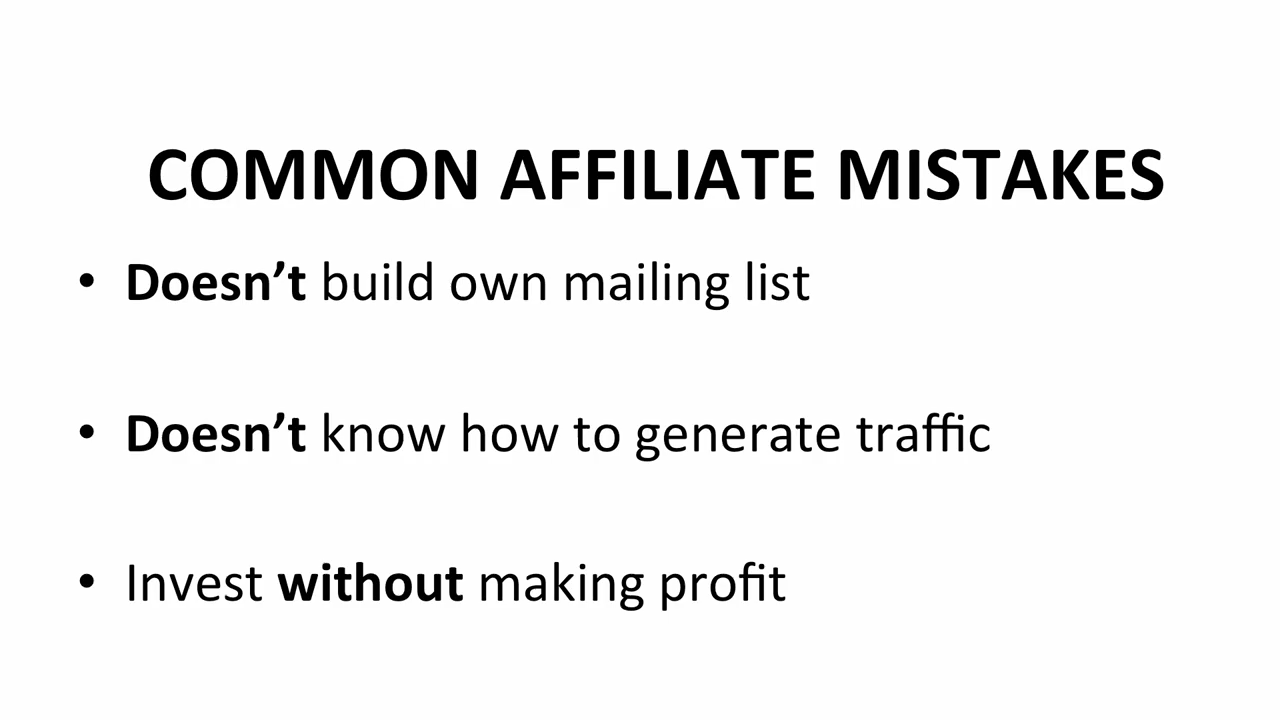 COMMON AFFILIATE MISTAKES
• Doesn’t build own mailing list
• Doesn’t know how to generate traffic
• Invest without making profit